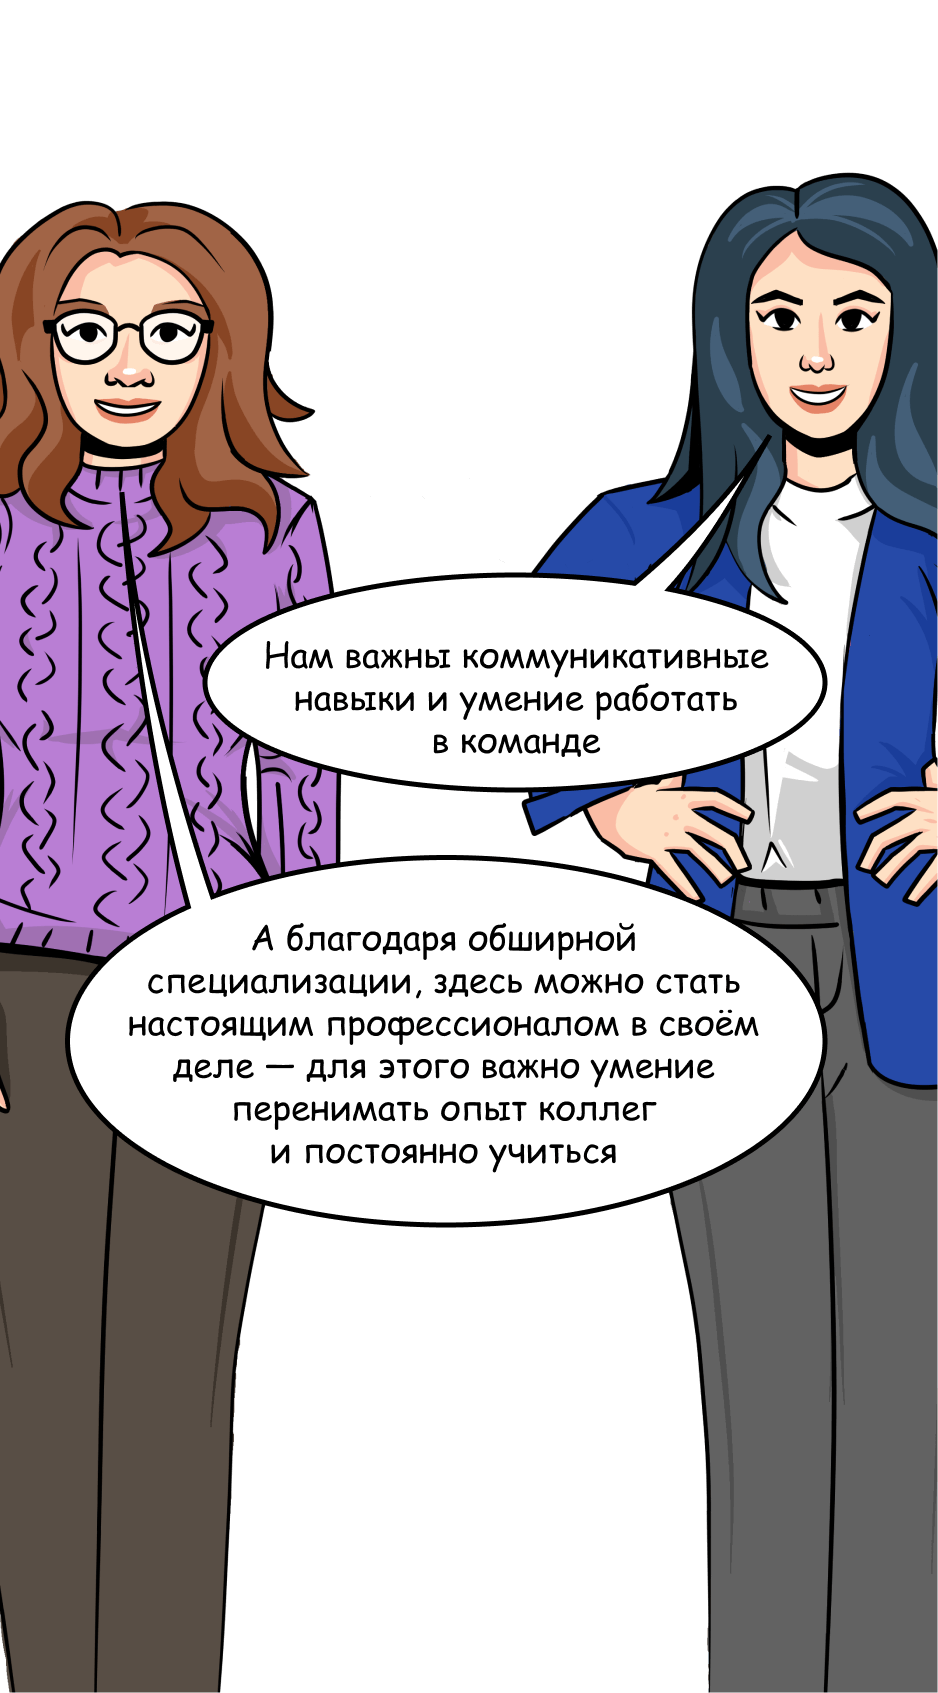 Нам важны коммуникативные
навыки и умение работать
в команде
А благодаря обширной
специализации, здесь можно стать
настоящим профессионалом в своём
деле — для этого важно умение
перенимать опыт коллег
и постоянно учиться